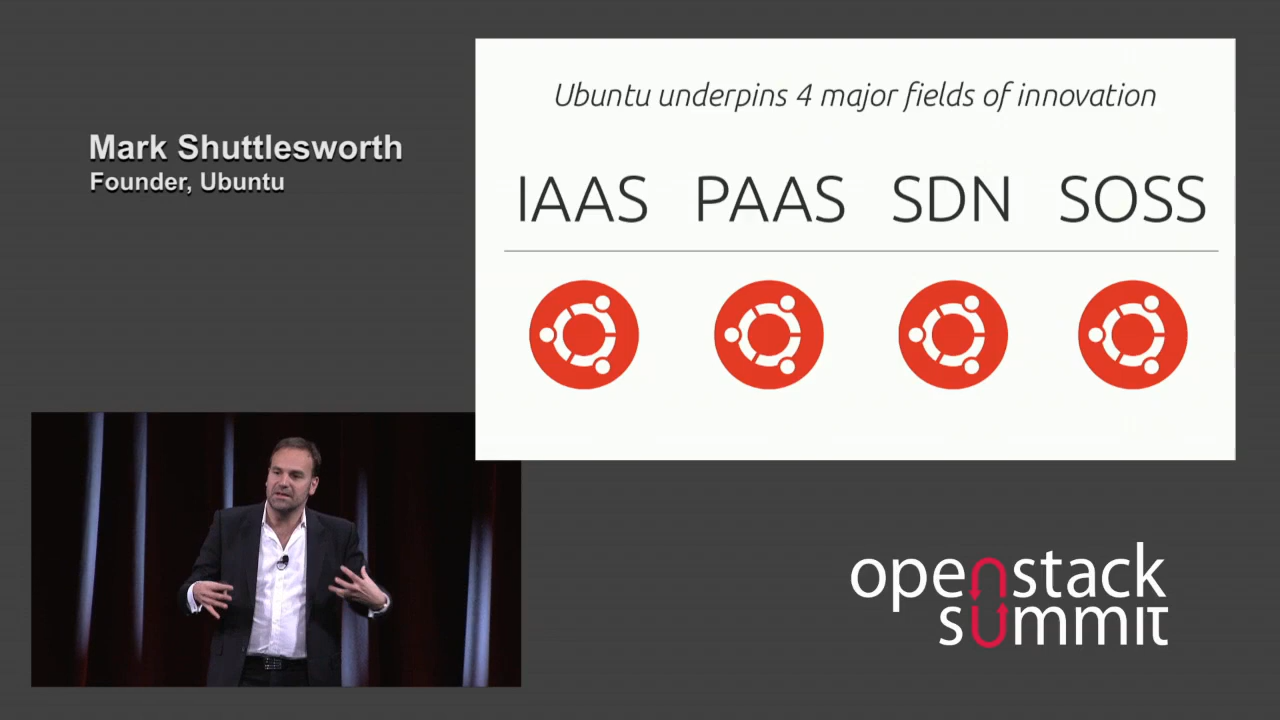 Mark Shuttlesworth
Founder, Ubuntu
Ubuntu underpins 4 major fields of innovation
IAAS PAAS SDN SOSS
openstack
summit